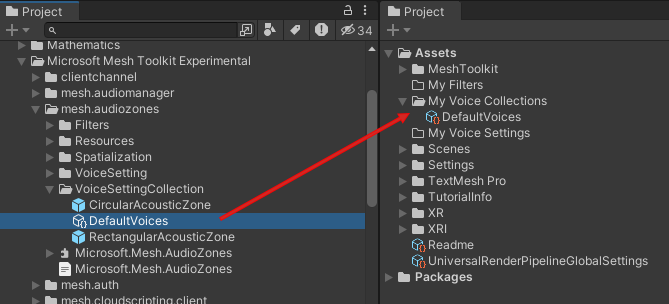 Project
34
Mathematics
Microsoft Mesh Toolkit Experimental
clientchannel
mesh.audiomanager
mesh.audiozones
Filters
Resources
Spatialization
VoiceSetting
VoiceSettingCollection
CircularAcousticZone
DefaultVoices
RectangularAcousticZone
Microsoft.Mesh.AudioZones
Microsoft.Mesh.AudioZones
mesh.auth
mesh.cloudscripting.client
Project
Assets
MeshToolkit
My Filters
My Voice Collections
DefaultVoices
My Voice Settings
Scenes
Settings
TextMesh Pro
TutorialInfo
XR
XRI
Readme
UniversalRenderPipelineGlobalSettings
Packages